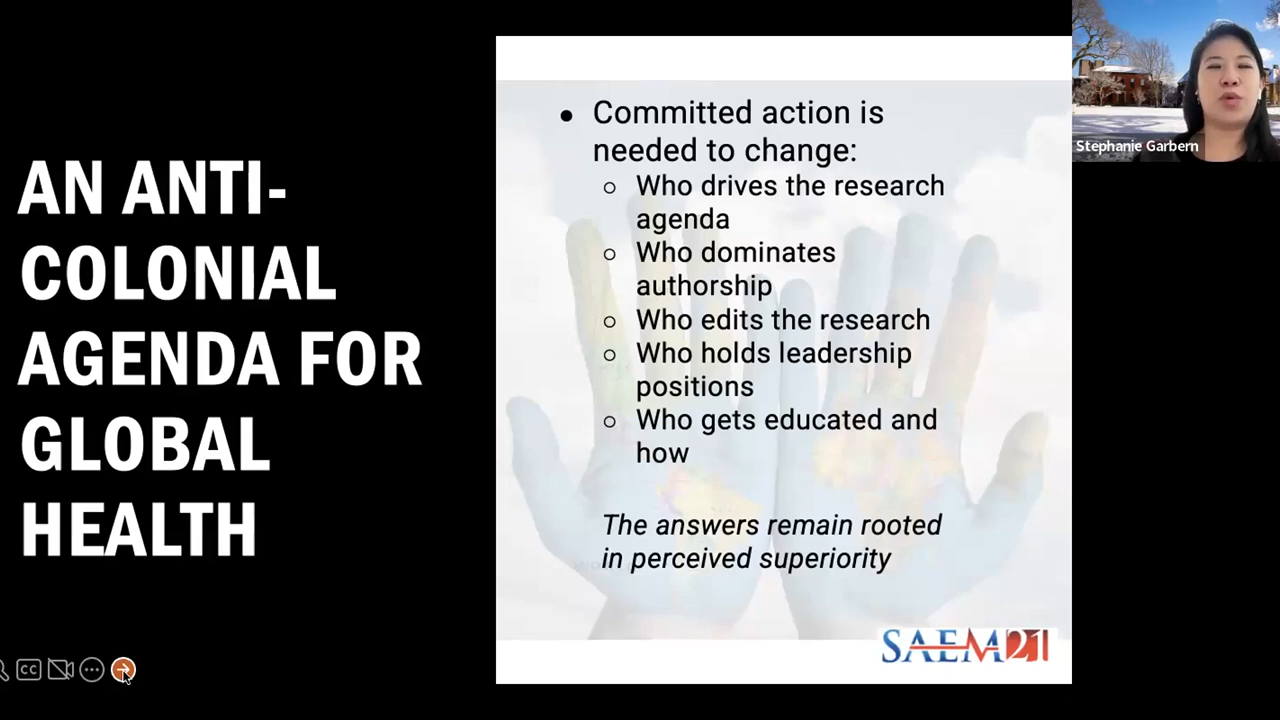 AN ANTI-
COLONIAL
AGENDA FOR
GLOBAL
HEALTH
● Committed action is
needed to change:
○ Who drives the research
agenda
○ Who dominates
authorship
○ Who edits the research
○ Who holds leadership
positions
○ Who gets educated and
how
The answers remain rooted
in perceived superiority
SAEM21
Stephanie Garbern
CC